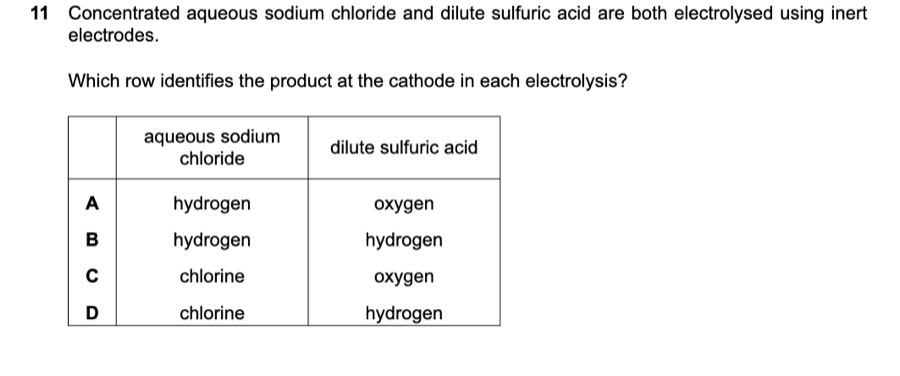 11 Concentrated aqueous sodium chloride and dilute sulfuric acid are both electrolysed using inert
electrodes.
Which row identifies the product at the cathode in each electrolysis?
aqueous sodium
chloride
dilute sulfuric acid
A hydrogen oxygen
B hydrogen hydrogen
C chlorine oxygen
D chlorine hydrogen